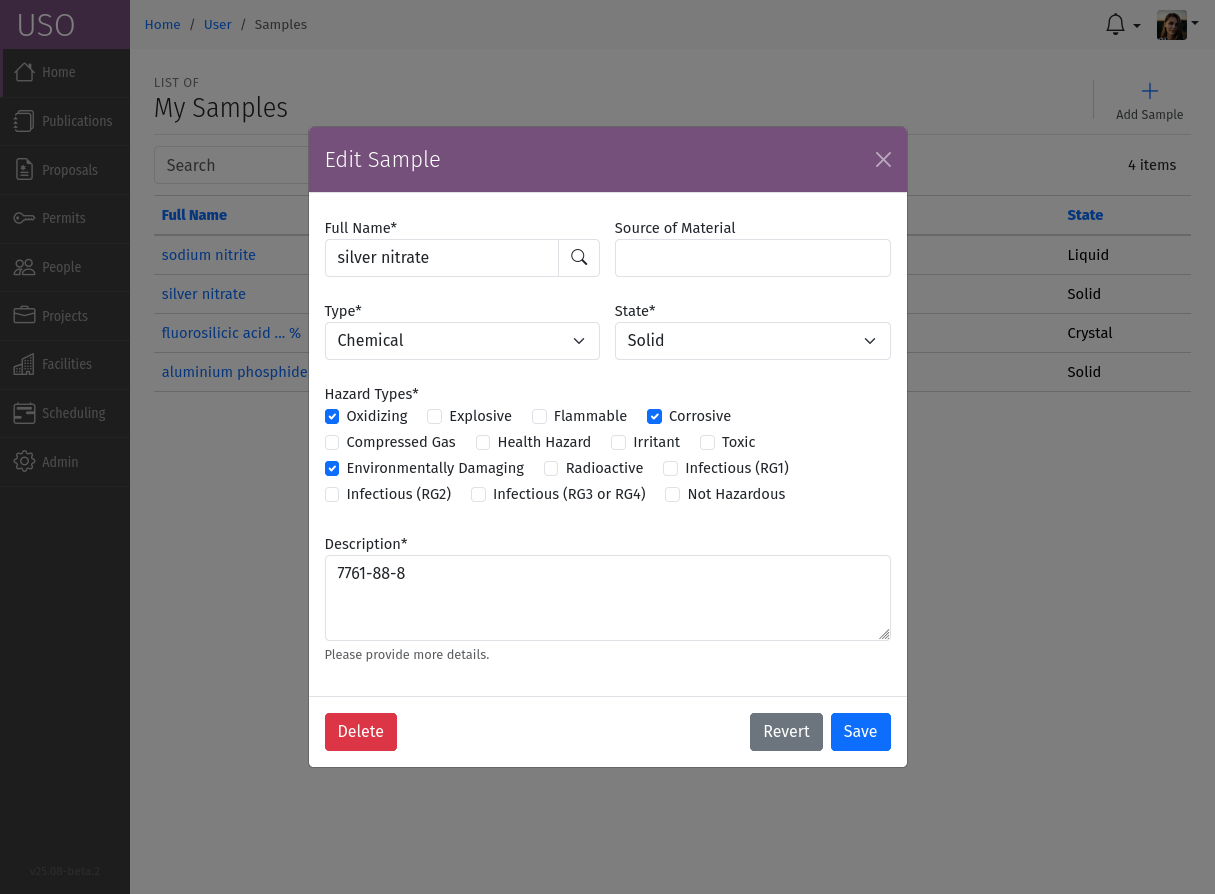 USO
Home / User / Samples
Home
Publications
Proposals
Permits
People
Projects
Facilities
Scheduling
Admin
v25.08-beta.2
LIST OF
My Samples
Add Sample
Search
4 items
Full Name State
sodium nitrite Liquid
silver nitrate Solid
fluorosilicic acid ... % Crystal
aluminium phosphide Solid
Edit Sample
Full Name* Source of Material
silver nitrate
Type* State*
Chemical Solid
Hazard Types*
Oxidizing Explosive Flammable Corrosive
Compressed Gas Health Hazard Irritant Toxic
Environmentally Damaging Radioactive Infectious (RG1)
Infectious (RG2) Infectious (RG3 or RG4) Not Hazardous
Description*
7761-88-8
Please provide more details.
Delete Revert Save